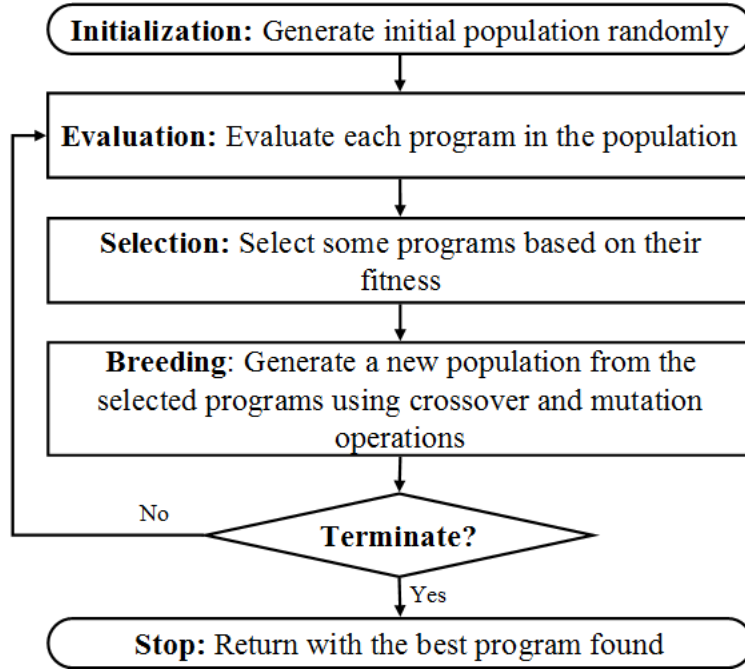 Initialization: Generate initial population randomly
Evaluation: Evaluate each program in the population
Selection: Select some programs based on their
fitness
Breeding: Generate a new population from the
selected programs using crossover and mutation
operations
No
Terminate?
Yes
Stop: Return with the best program found